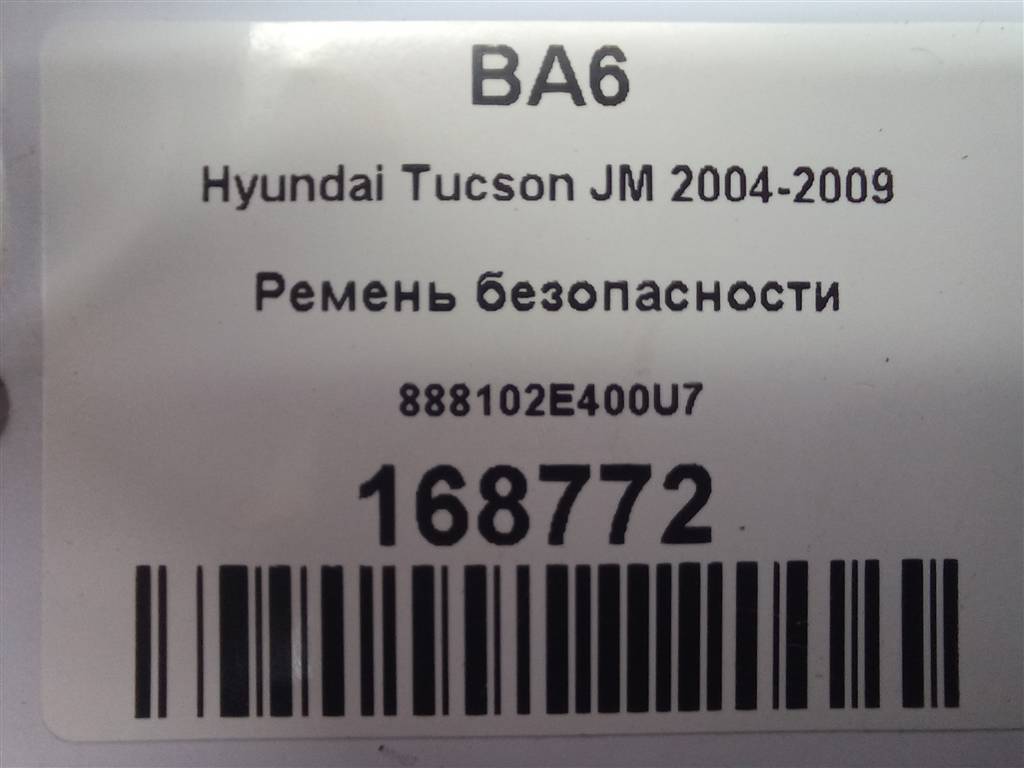 BA6
Hyundai Tucson JM 2004-2009
Ремень безопасности
888102E400U7
168772